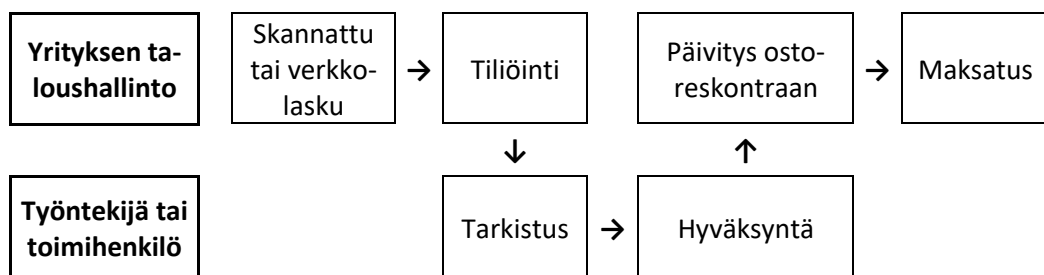 Yrityksen ta-
loushallinto
Skannattu
tai verkko-
lasku
→
Tiliöinti
Päivitys osto-
reskontraan
→
Maksatus
↓
↑
Työntekijä tai
toimihenkilö
Tarkistus
→
Hyväksyntä